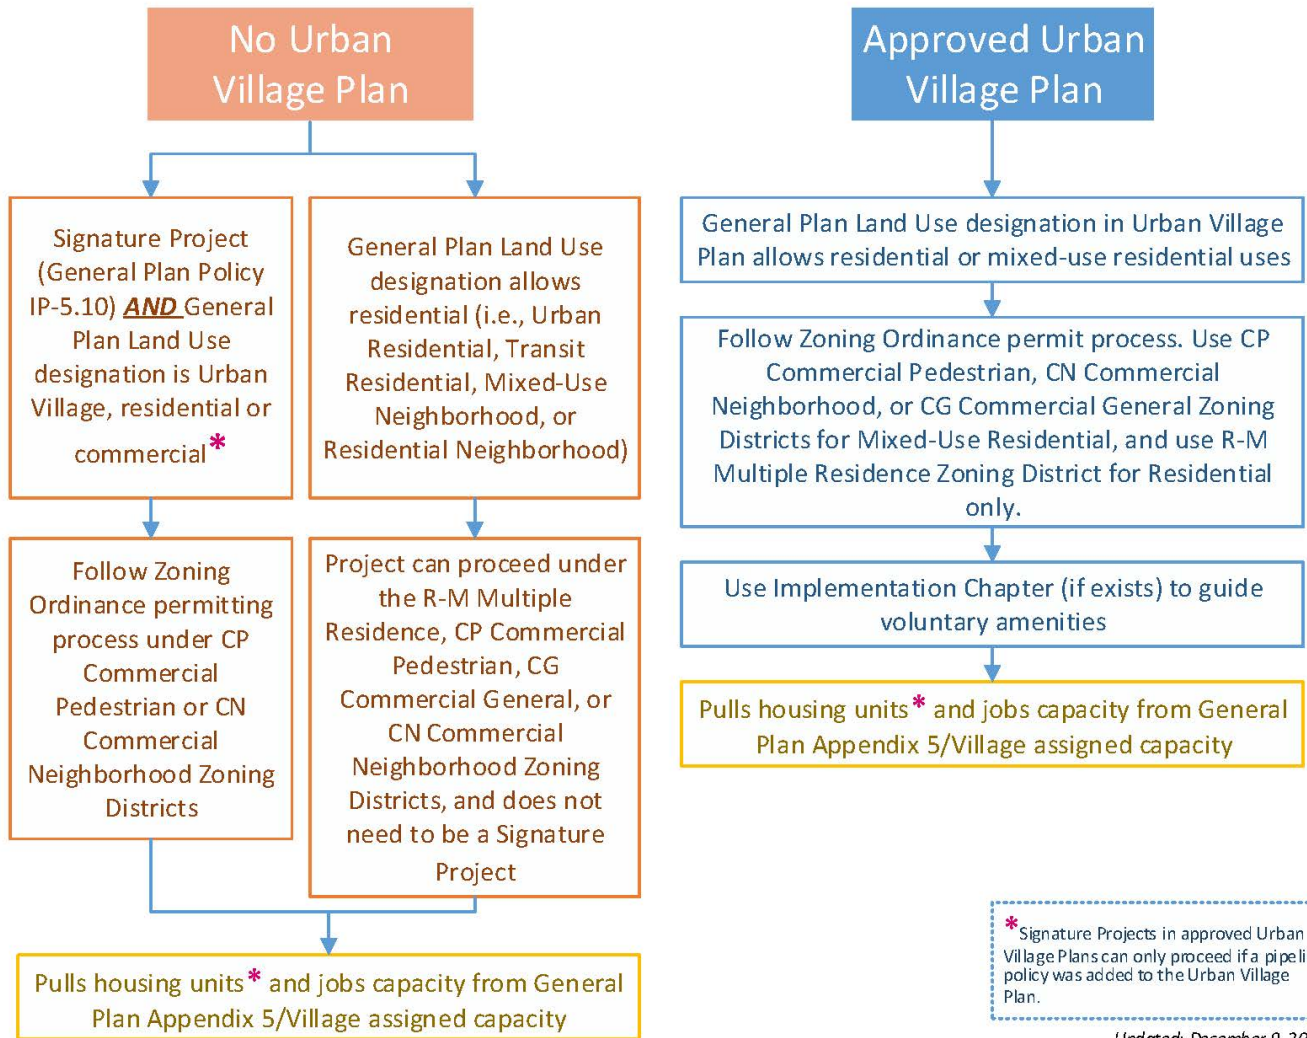 No Urban
Village Plan
Signature Project
(General Plan Policy
IP-5.10) AND General
Plan Land Use
designation is Urban
Village, residential or
commercial*
General Plan Land Use
designation allows
residential (i.e., Urban
Residential, Transit
Residential, Mixed-Use
Neighborhood, or
Residential Neighborhood)
Follow Zoning
Ordinance permitting
process under CP
Commercial
Pedestrian or CN
Commercial
Neighborhood Zoning
Districts
Project can proceed under
the R-M Multiple
Residence, CP Commercial
Pedestrian, CG
Commercial General, or
CN Commercial
Neighborhood Zoning
Districts, and does not
need to be a Signature
Project
Pulls housing units* and jobs capacity from General
Plan Appendix 5/Village assigned capacity
Approved Urban
Village Plan
General Plan Land Use designation in Urban Village
Plan allows residential or mixed-use residential uses
Follow Zoning Ordinance permit process. Use CP
Commercial Pedestrian, CN Commercial
Neighborhood, or CG Commercial General Zoning
Districts for Mixed-Use Residential, and use R-M
Multiple Residence Zoning District for Residential
only.
Use Implementation Chapter (if exists) to guide
voluntary amenities
Pulls housing units* and jobs capacity from General
Plan Appendix 5/Village assigned capacity
*Signature Projects in approved Urban
Village Plans can only proceed if a pipeli
policy was added to the Urban Village
Plan.
Updated: December 9, 20